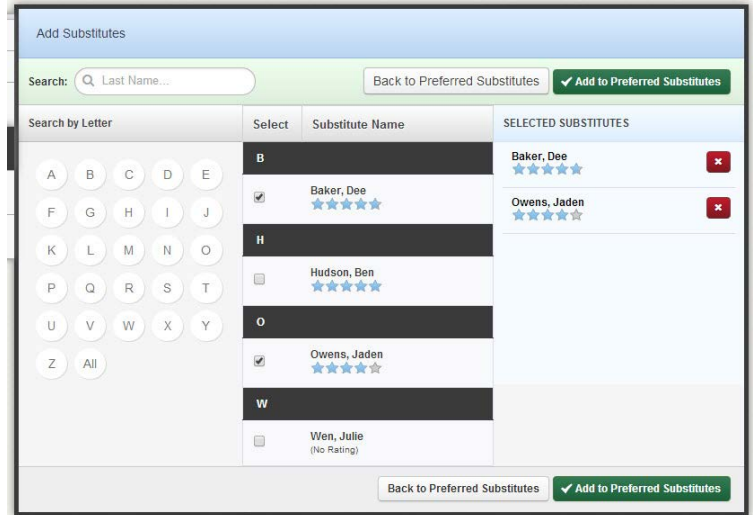 Add Substitutes
Search: Last Name... Back to Preferred Substitutes Add to Preferred Substitutes
Search by Letter
A B C D E
F G H I J
K L M N O
P Q R S T
U V W X Y
Z All
Select Substitute Name
B
Baker, Dee
H
Hudson, Ben
O
Owens, Jaden
W
Wen, Julie
(No Rating)
SELECTED SUBSTITUTES
Baker, Dee
Owens, Jaden
Back to Preferred Substitutes Add to Preferred Substitutes